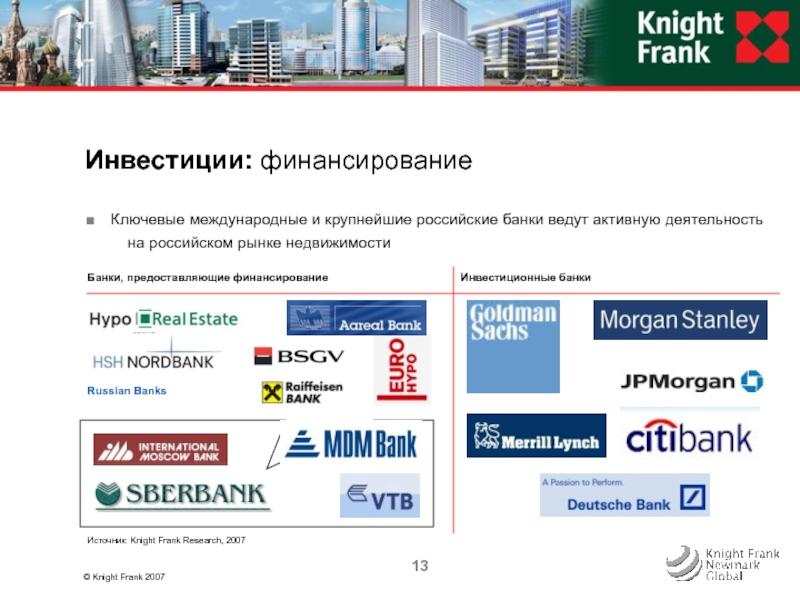 Knight
Frank
Инвестиции: финансирование
Ключевые международные и крупнейшие российские банки ведут активную деятельность
на российском рынке недвижимости
Банки, предоставляющие финансирование
Инвестиционные банки
Hypo Real Estate
Aareal Bank
HSH NORDBANK
BSGV
EURO
HYPO
Russian Banks
Raiffeisen
BANK
INTERNATIONAL
MOSCOW BANK
MDM Bank
SBERBANK
VTB
Goldman
Sachs
Morgan Stanley
JPMorgan
Merrill Lynch
citibank
A Passion to Perform.
Deutsche Bank
Источник: Knight Frank Research, 2007
© Knight Frank 2007
13
Knight Frank
Newmark
Global